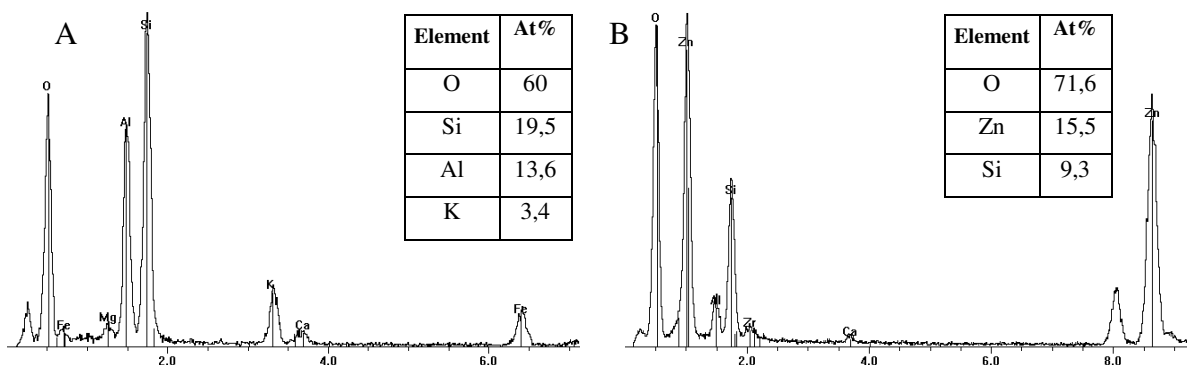 A
Element At%
O 60
Si 19,5
Al 13,6
K 3,4
O
Fe
Mg
Al
Si
K
Ca
Fe
2.0 4.0 6.0
B
Element At%
O 71,6
Zn 15,5
Si 9,3
O
Zn
Al
Si
Zr
Ca
Zn
2.0 4.0 6.0 8.0